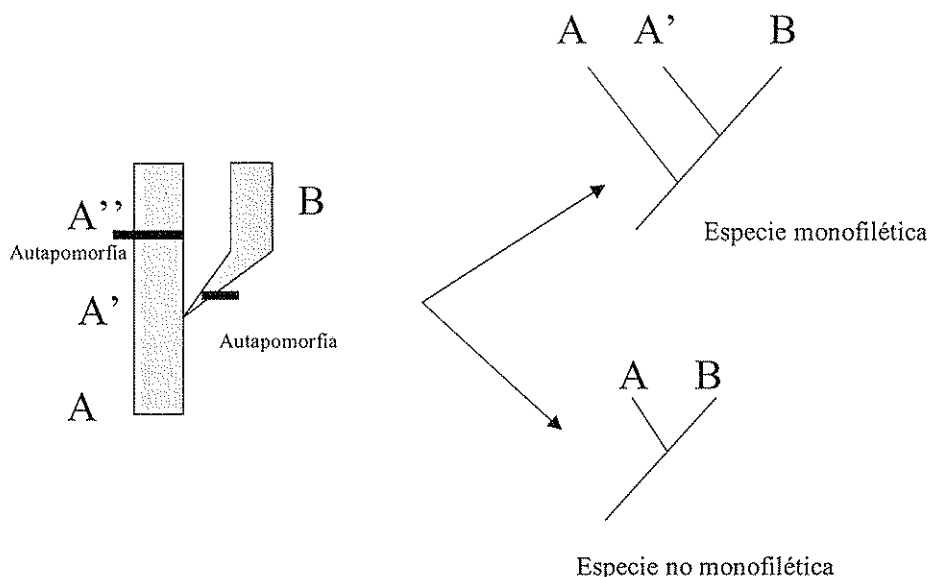 A’’
Autapomorfía
A’
A
B
Autapomorfía
A A’ B
Especie monofilética
A B
Especie no monofilética